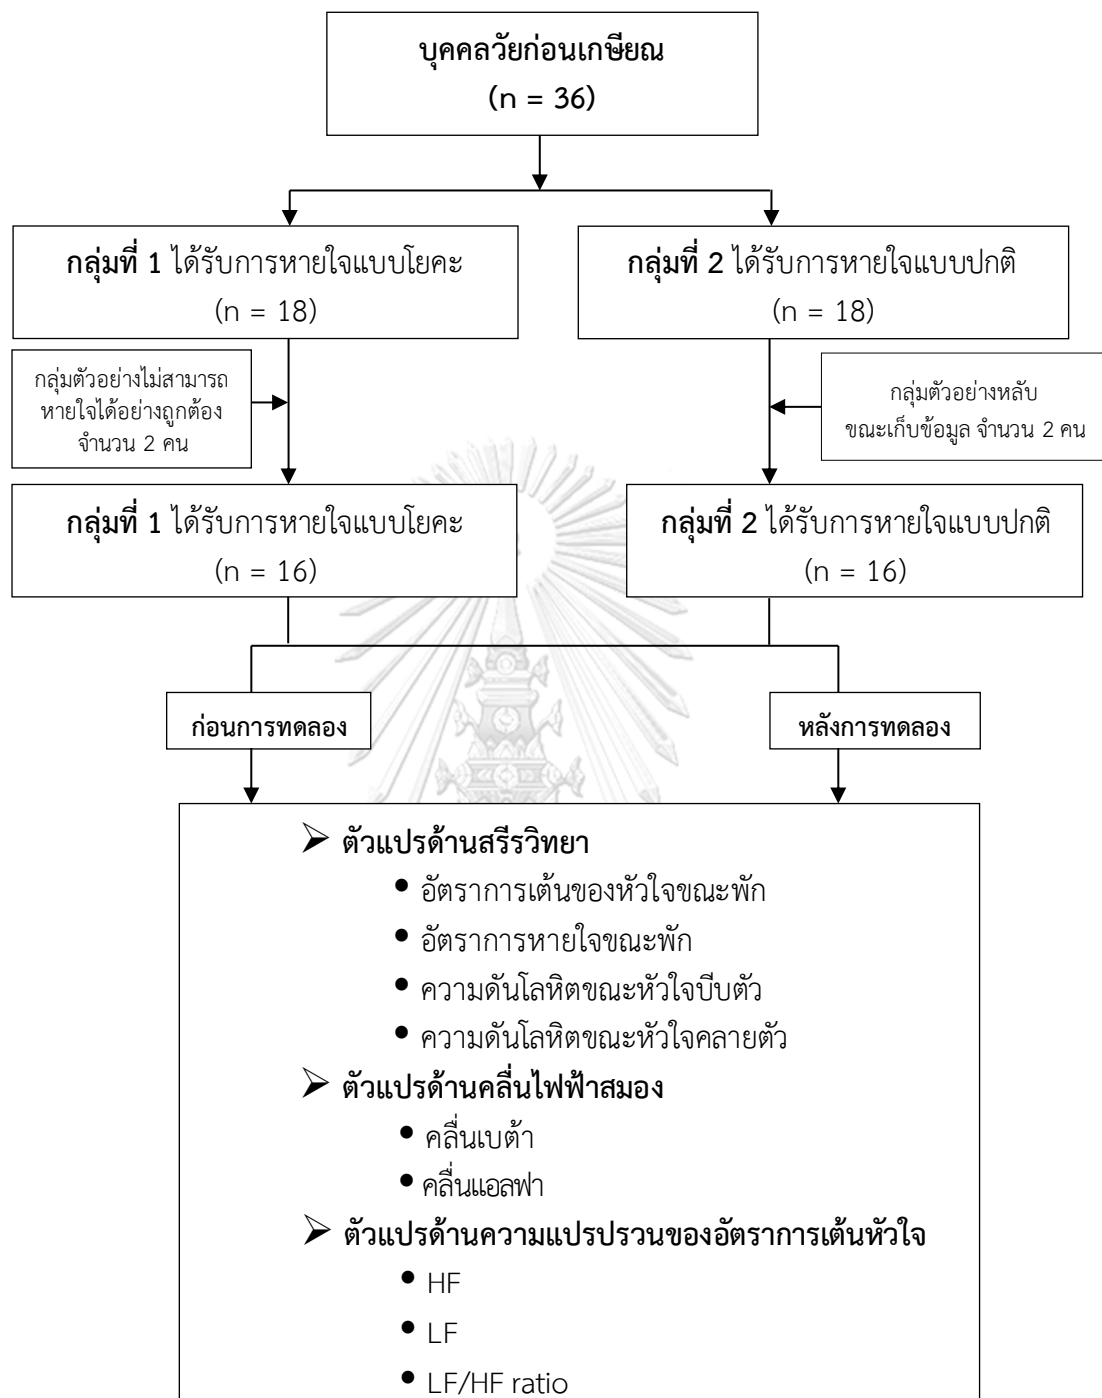 บุคคลวัยก่อนเกษียณ
(n = 36)
กลุ่มที่ 1 ได้รับการหายใจแบบโยคะ
(n = 18)
กลุ่มที่ 2 ได้รับการหายใจแบบปกติ
(n = 18)
กลุ่มตัวอย่างไม่สามารถ
หายใจได้อย่างถูกต้อง
จำนวน 2 คน
กลุ่มตัวอย่างหลับ
ขณะเก็บข้อมูล จำนวน 2 คน
กลุ่มที่ 1 ได้รับการหายใจแบบโยคะ
(n = 16)
กลุ่มที่ 2 ได้รับการหายใจแบบปกติ
(n = 16)
ก่อนการทดลอง
หลังการทดลอง
➢ ตัวแปรด้านสรีรวิทยา
• อัตราการเต้นของหัวใจขณะพัก
• อัตราการหายใจขณะพัก
• ความดันโลหิตขณะหัวใจบีบตัว
• ความดันโลหิตขณะหัวใจคลายตัว
➢ ตัวแปรด้านคลื่นไฟฟ้าสมอง
• คลื่นเบต้า
• คลื่นแอลฟา
➢ ตัวแปรด้านความแปรปรวนของอัตราการเต้นหัวใจ
• HF
• LF
• LF/HF ratio